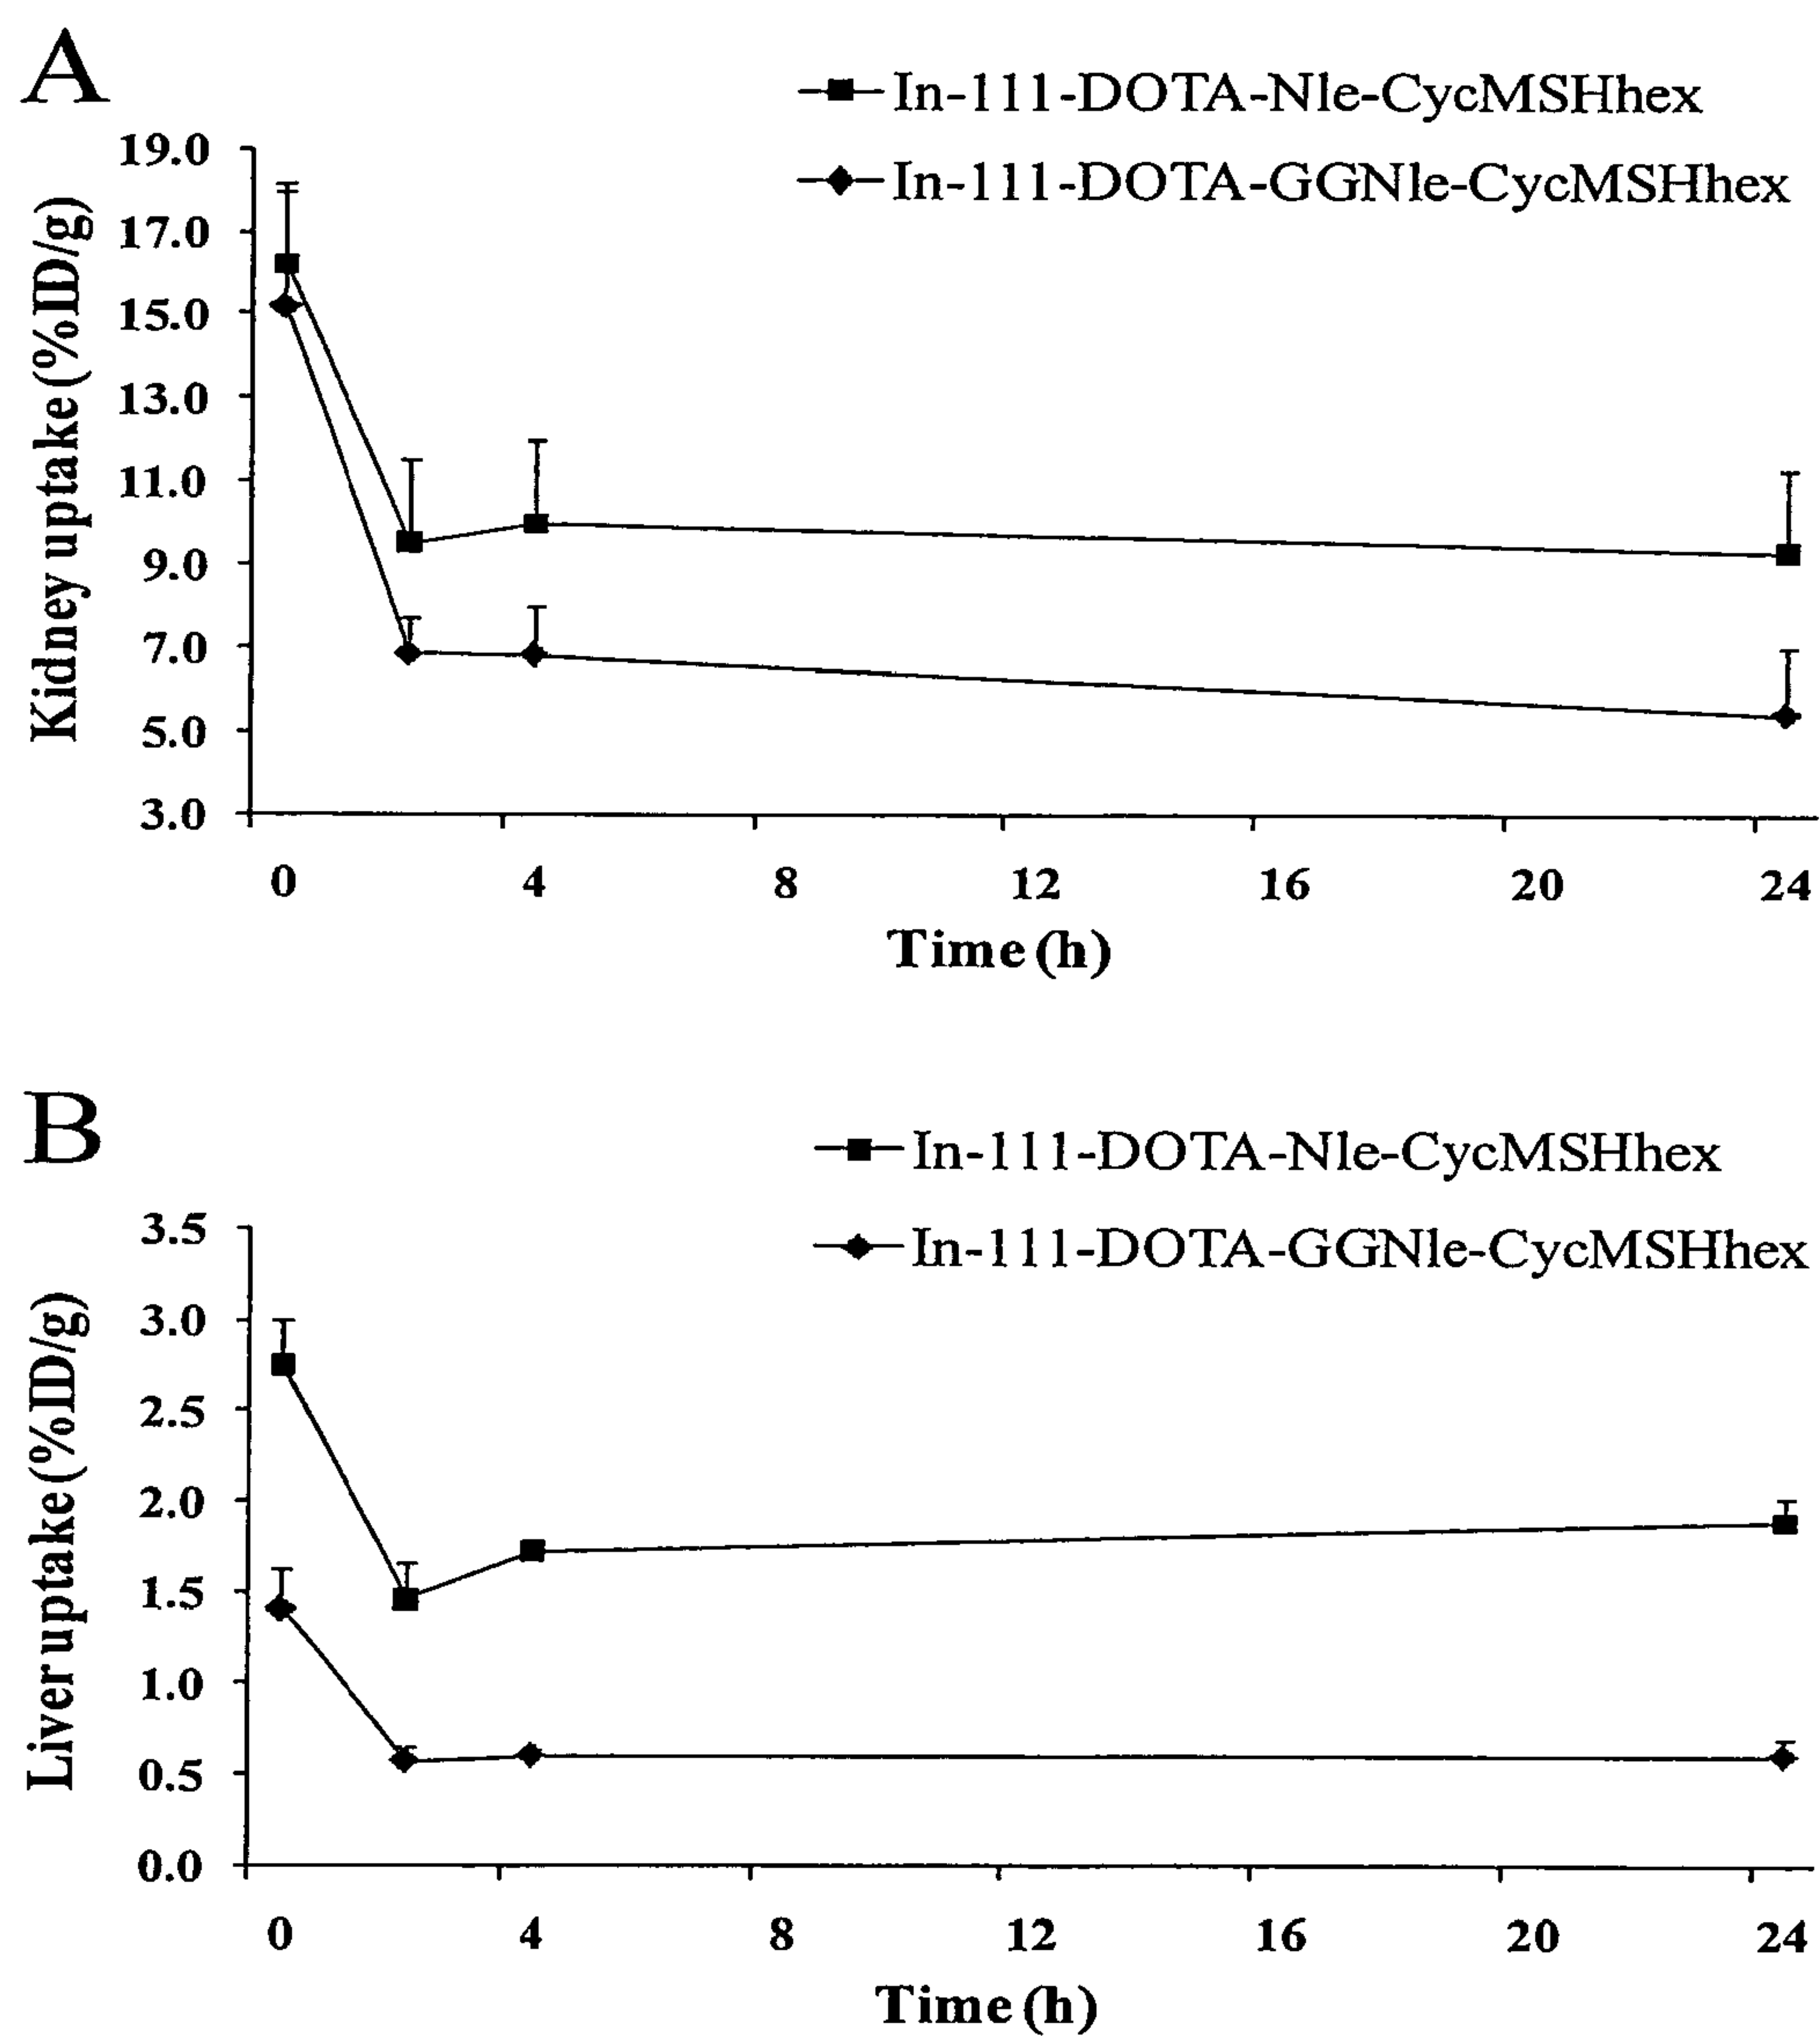 A
In-111-DOTA-Nle-CycMSHhex
In-111-DOTA-GGNle-CycMSHhex
Kidney uptake (%ID/g)
19.0
17.0
15.0
13.0
11.0
9.0
7.0
5.0
3.0
0 4 8 12 16 20 24
Time (h)
B
In-111-DOTA-Nle-CycMSHhex
In-111-DOTA-GGNle-CycMSHhex
Liver uptake (%ID/g)
3.5
3.0
2.5
2.0
1.5
1.0
0.5
0.0
0 4 8 12 16 20 24
Time (h)